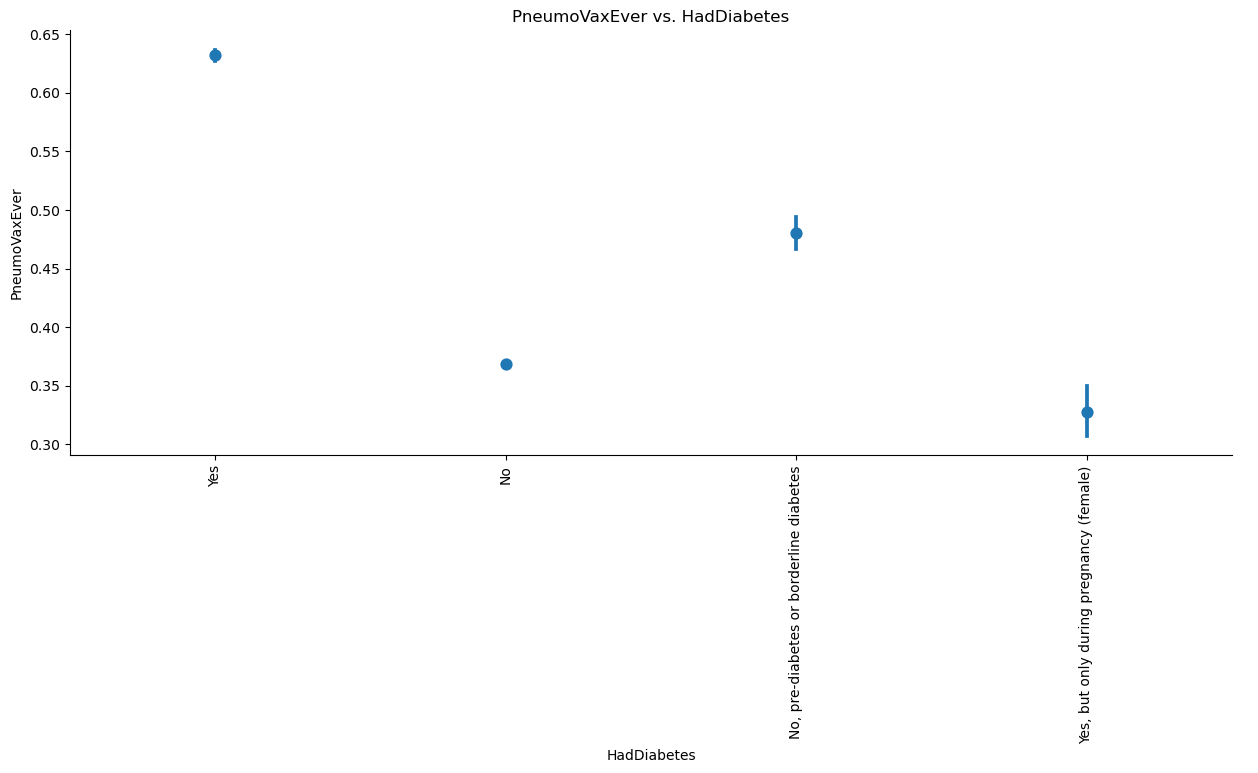 PneumoVaxEver vs. HadDiabetes
PneumoVaxEver
0.65
0.60
0.55
0.50
0.45
0.40
0.35
0.30
Yes
No
No, pre-diabetes or borderline diabetes
Yes, but only during pregnancy (female)
HadDiabetes